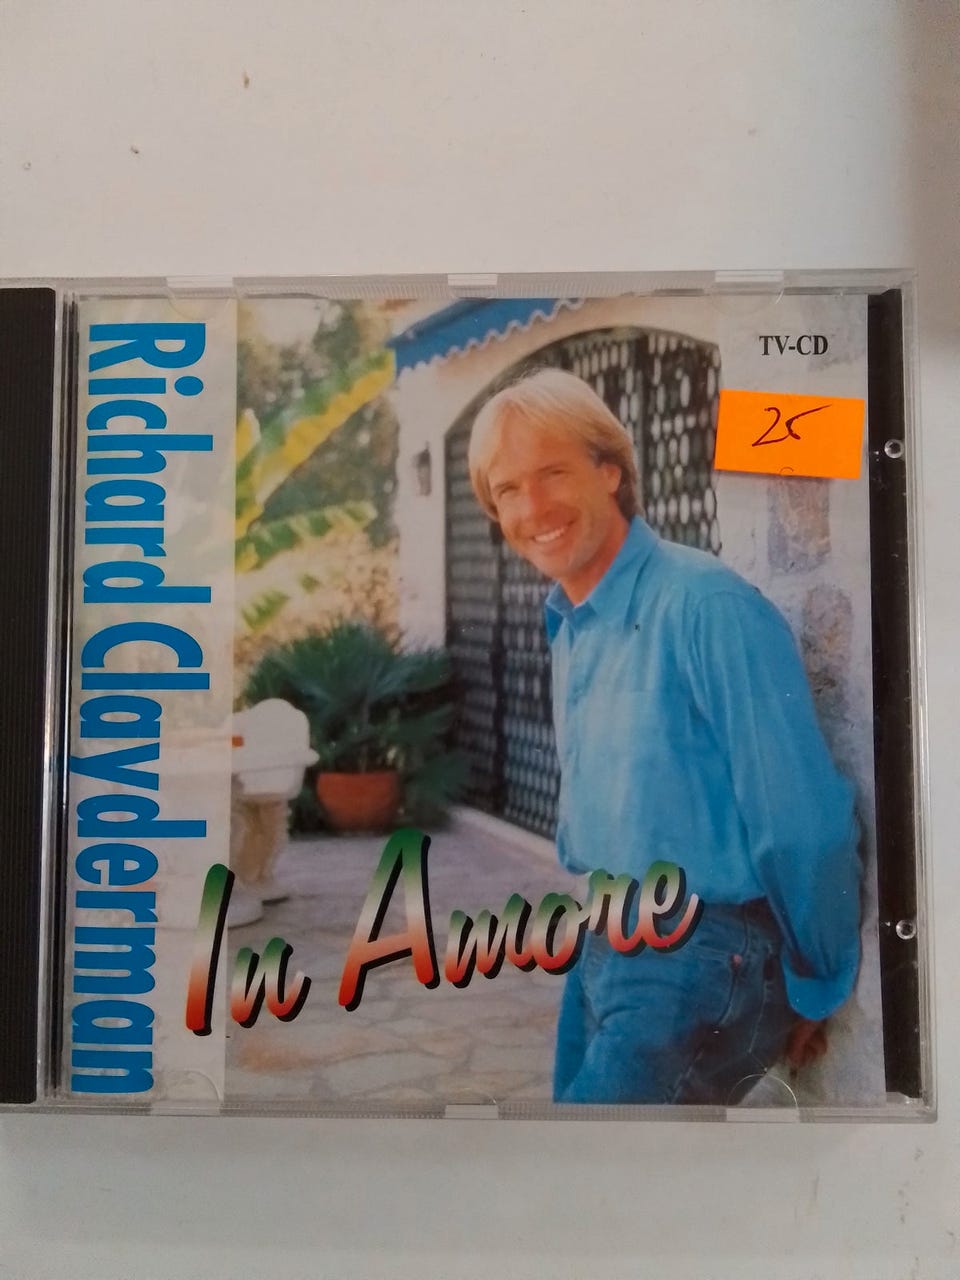 Richard Clayderman
TV-CD
25
In Amore